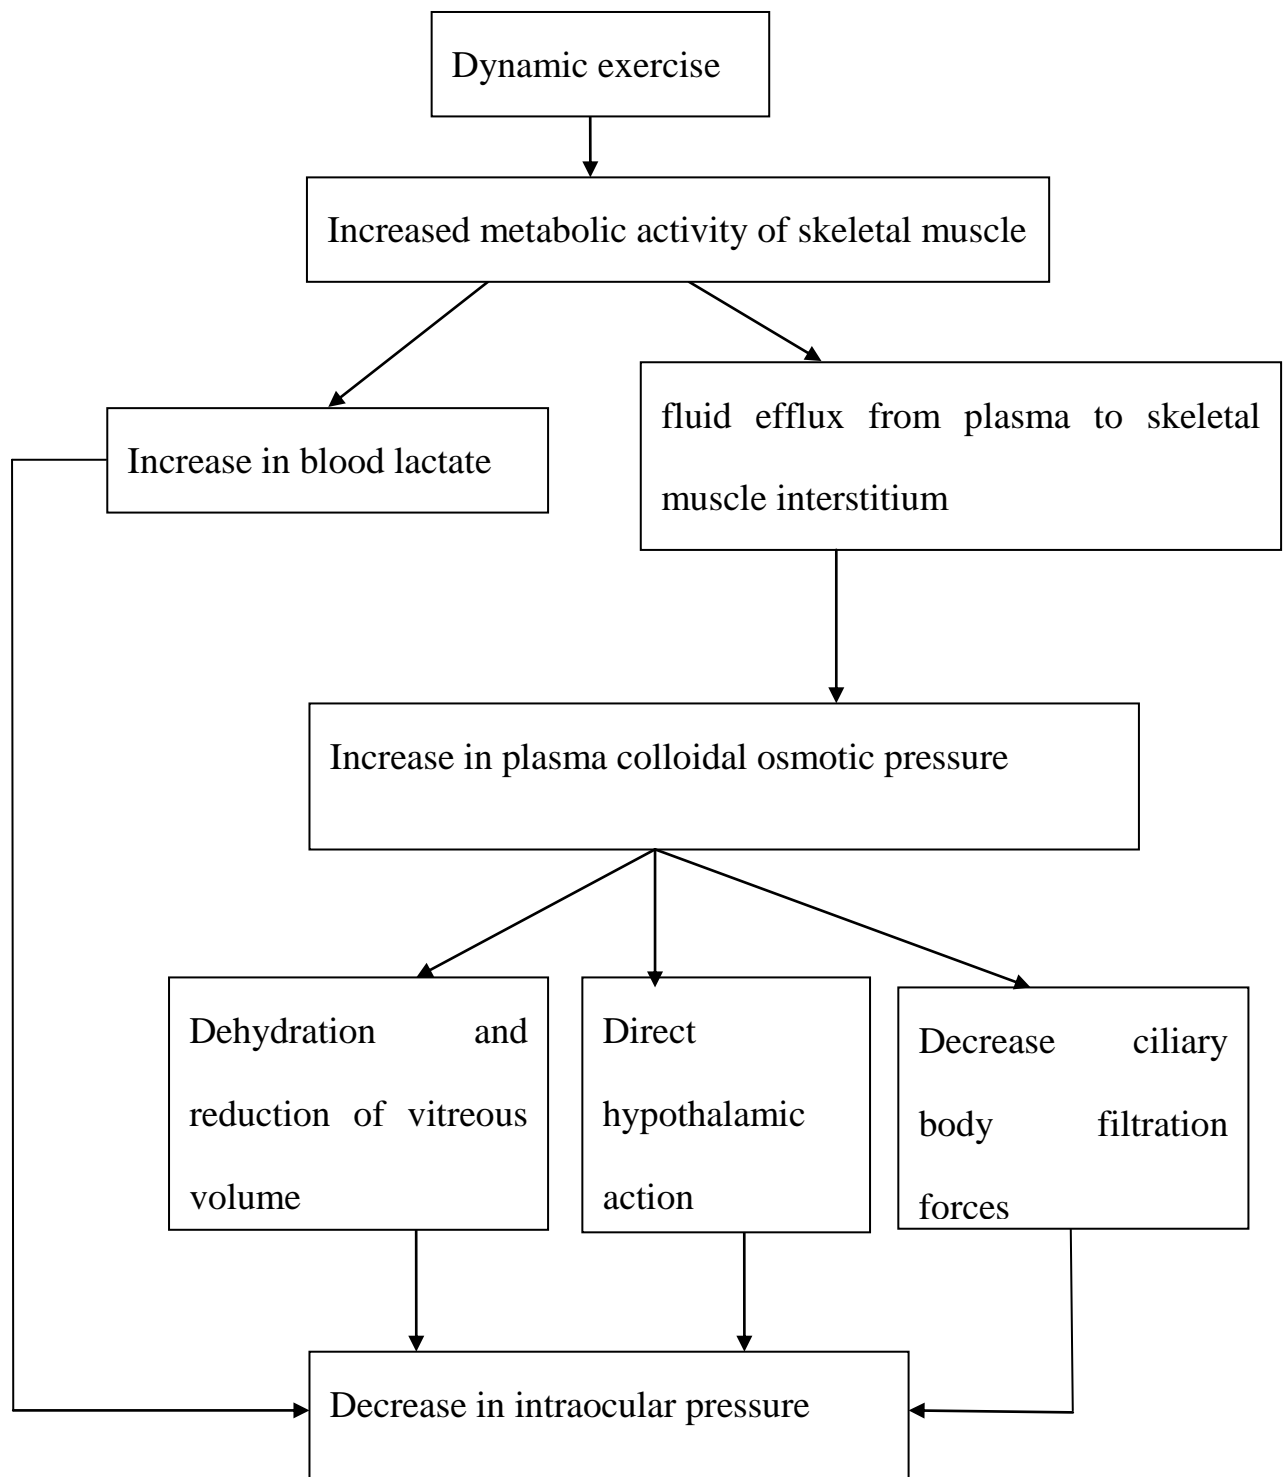 Dynamic exercise
Increased metabolic activity of skeletal muscle
Increase in blood lactate
fluid efflux from plasma to skeletal
muscle interstitium
Increase in plasma colloidal osmotic pressure
Dehydration and
reduction of vitreous
volume
Direct
hypothalamic
action
Decrease ciliary
body filtration
forces
Decrease in intraocular pressure